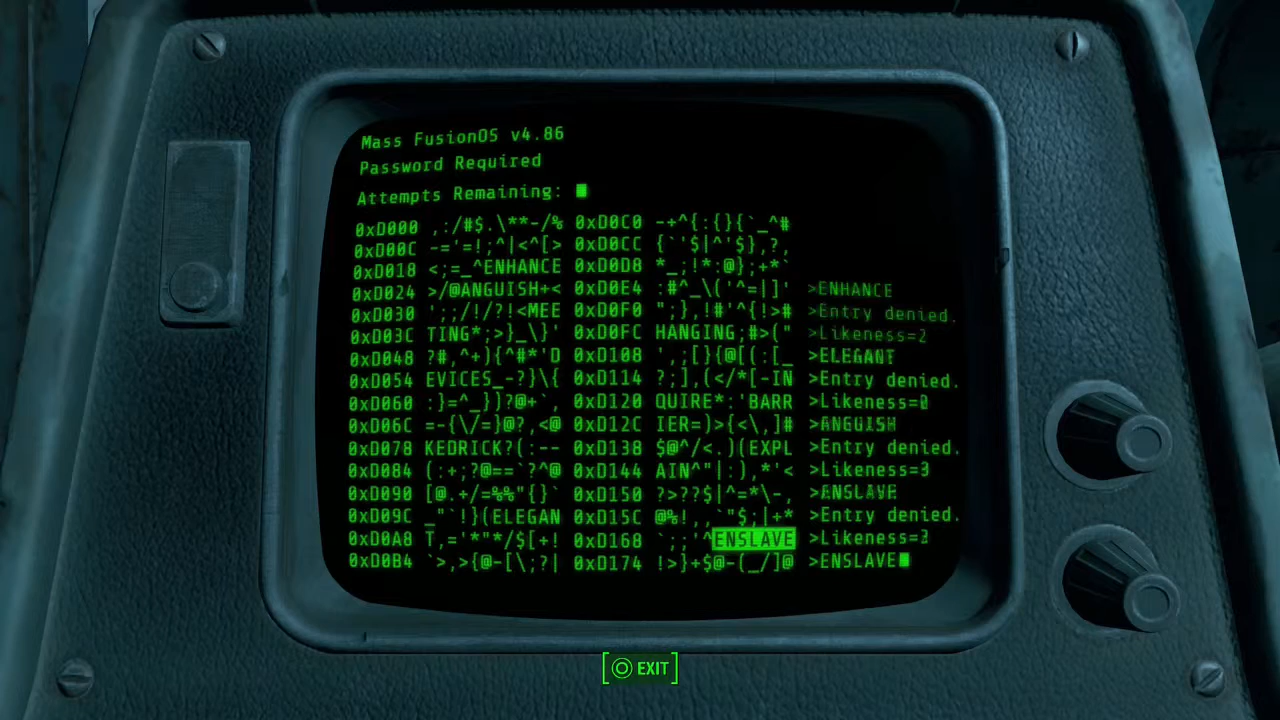 Mass FusionOS v4.86
Password Required
Attempts Remaining: ■
0xD000 ,:/#$.\**-/% 0xD0C0 -+^{:{}{`_^#
0xD00C -='=!;^|<^[> 0xD0CC {`'$|^'$},?,
0xD018 <;=_^ENHANCE 0xD0D8 *_;!*:@};+*`
0xD024 >/@ANGUISH+< 0xD0E4 :#^_\('^=|]' >ENHANCE
0xD030 ';;/!/?!<MEE 0xD0F0 ";},!#'^{!># >Entry denied.
0xD03C TING*;>}_\}' 0xD0FC HANGING;#>(" >Likeness=2
0xD048 ?#,^+){^#*'D 0xD108 ',;[}{@[(:[_ >ELEGANT
0xD054 EVICES_-?}\{ 0xD114 ?;],(</*[-IN >Entry denied.
0xD060 :}=^_})?@+`, 0xD120 QUIRE*:'BARR >Likeness=0
0xD06C =-{\/=}@?,<@ 0xD12C IER=)>{<\,]# >ANGUISH
0xD078 KEDRICK?(:-- 0xD138 $@^/<.)(EXPL >Entry denied.
0xD084 (:+;?@==`?^@ 0xD144 AIN^"|:),*'< >Likeness=3
0xD090 [@.+/=%%"{}` 0xD150 ?>??$|^=*\-, >ENSLAVE
0xD09C _"`!}(ELEGAN 0xD15C @%!,,`"$;|+* >Entry denied.
0xD0A8 T,='*"*/$[+! 0xD168 `;;'^ENSLAVE
0xD0B4 `>,>{@-[\;?| 0xD174 !>}+$@-(_/]@ >ENSLAVE■
[O EXIT]